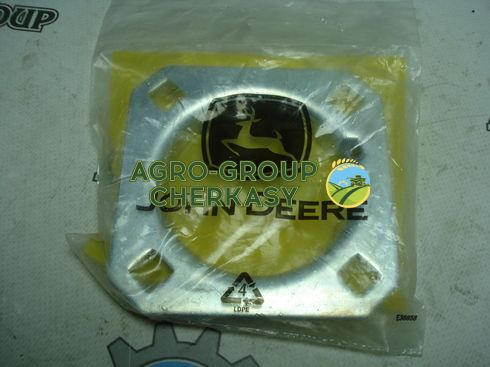 OUP
AGRO-GROUP
CHERKASY
JOHN DEERE
4
LDPE